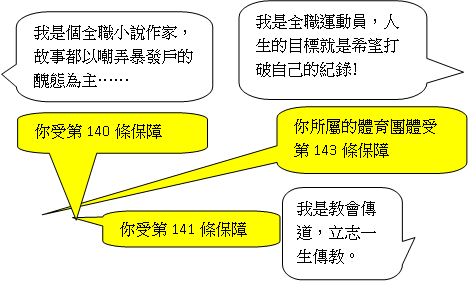 我是個全職小說作家，
故事都以嘲弄暴發戶的
醜態為主……
我是全職運動員，人
生的目標就是希望打
破自己的紀錄!
你受第 140 條保障
你所屬的體育團體受
第 143 條保障
你受第 141 條保障
我是教會傳
道，立志一
生傳教。